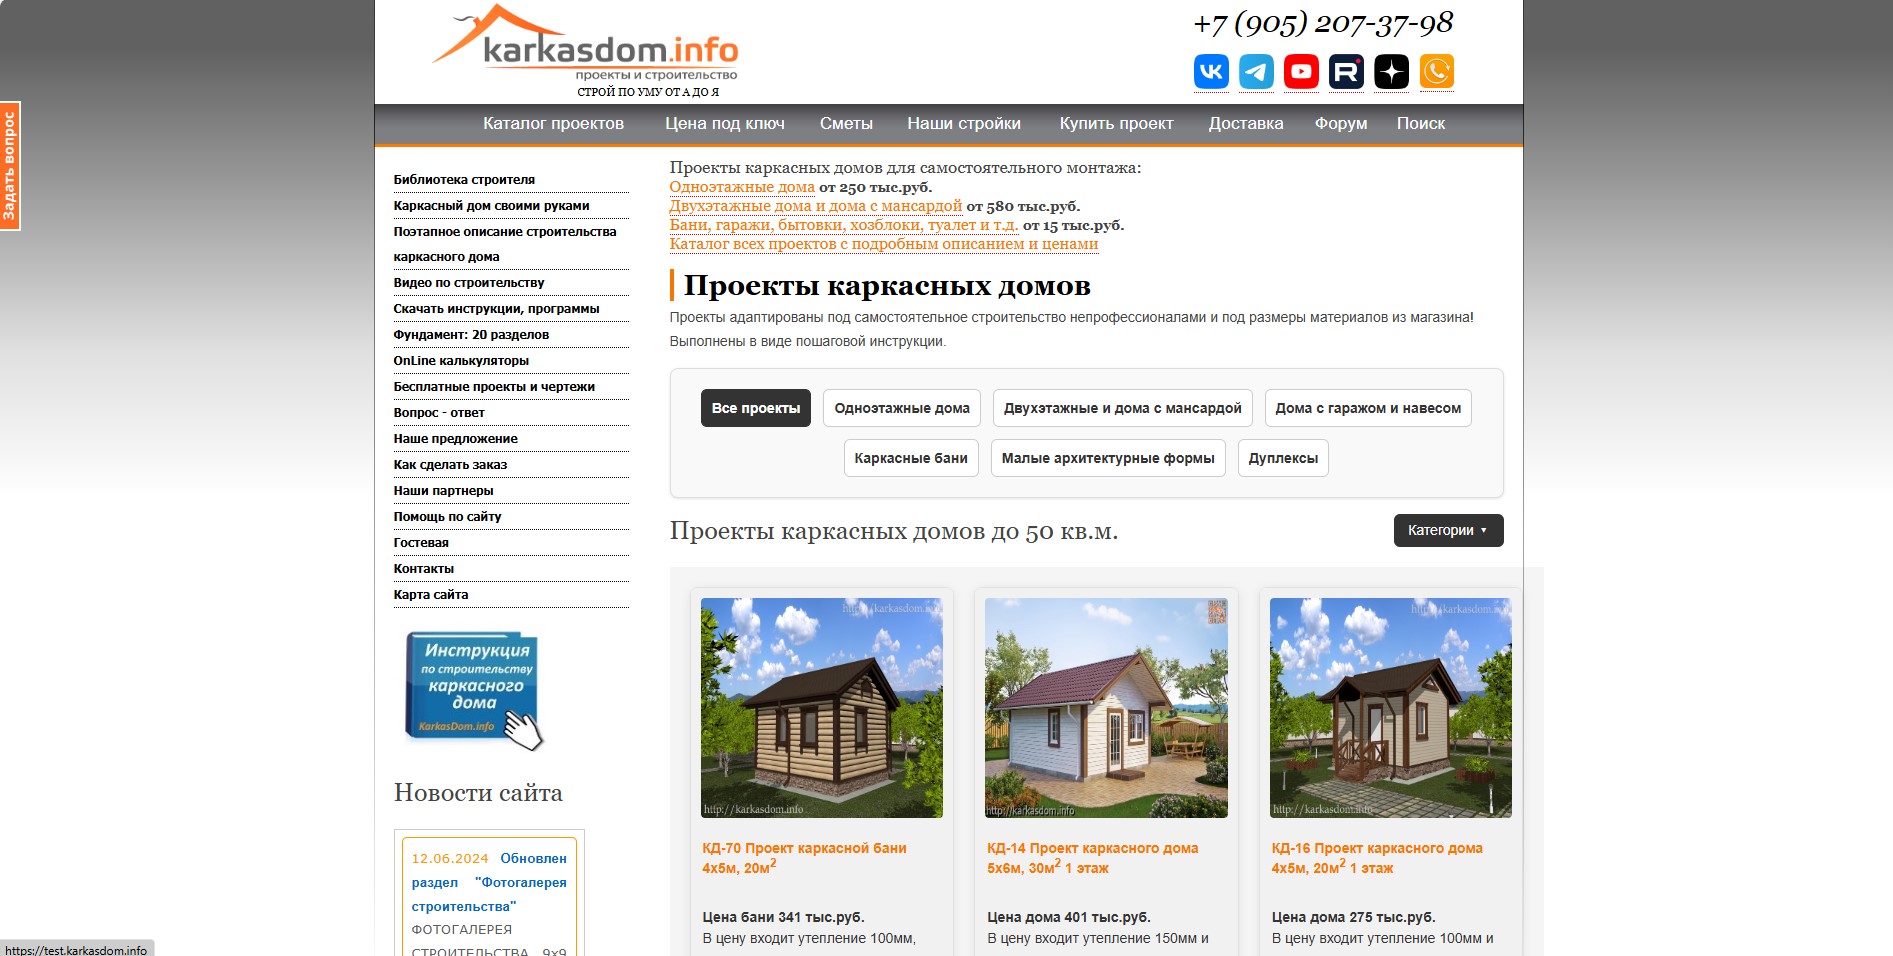 karkasdom.info
проекты и строительство
СТРОЙ ПО УМУ ОТ А ДО Я
+7 (905) 207-37-98
Каталог проектов Цена под ключ Сметы Наши стройки Купить проект Доставка Форум Поиск
Задать вопрос
Библиотека строителя
Каркасный дом своими руками
Поэтапное описание строительства
каркасного дома
Видео по строительству
Скачать инструкции, программы
Фундамент: 20 разделов
OnLine калькуляторы
Бесплатные проекты и чертежи
Вопрос - ответ
Наше предложение
Как сделать заказ
Наши партнеры
Помощь по сайту
Гостевая
Контакты
Карта сайта
Инструкция
по строительству
каркасного
дома
KarkasDom.info
Новости сайта
12.06.2024 Обновлен
раздел "Фотогалерея
строительства"
ФОТОГАЛЕРЕЯ
СТРОИТЕЛЬСТВА 9х9
Проекты каркасных домов для самостоятельного монтажа:
Одноэтажные дома от 250 тыс.руб.
Двухэтажные дома и дома с мансардой от 580 тыс.руб.
Бани, гаражи, бытовки, хозблоки, туалет и т.д. от 15 тыс.руб.
Каталог всех проектов с подробным описанием и ценами
Проекты каркасных домов
Проекты адаптированы под самостоятельное строительство непрофессионалами и под размеры материалов из магазина!
Выполнены в виде пошаговой инструкции.
Все проекты Одноэтажные дома Двухэтажные и дома с мансардой Дома с гаражом и навесом
Каркасные бани Малые архитектурные формы Дуплексы
Проекты каркасных домов до 50 кв.м.
Категории ▼
http://karkasdom.info
КД-70 Проект каркасной бани
4х5м, 20м²
Цена бани 341 тыс.руб.
В цену входит утепление 100мм,
http://karkasdom.info
КД-14 Проект каркасного дома
5х6м, 30м² 1 этаж
Цена дома 401 тыс.руб.
В цену входит утепление 150мм и
http://karkasdom.info
КД-16 Проект каркасного дома
4х5м, 20м² 1 этаж
Цена дома 275 тыс.руб.
В цену входит утепление 100мм и
https://test.karkasdom.info